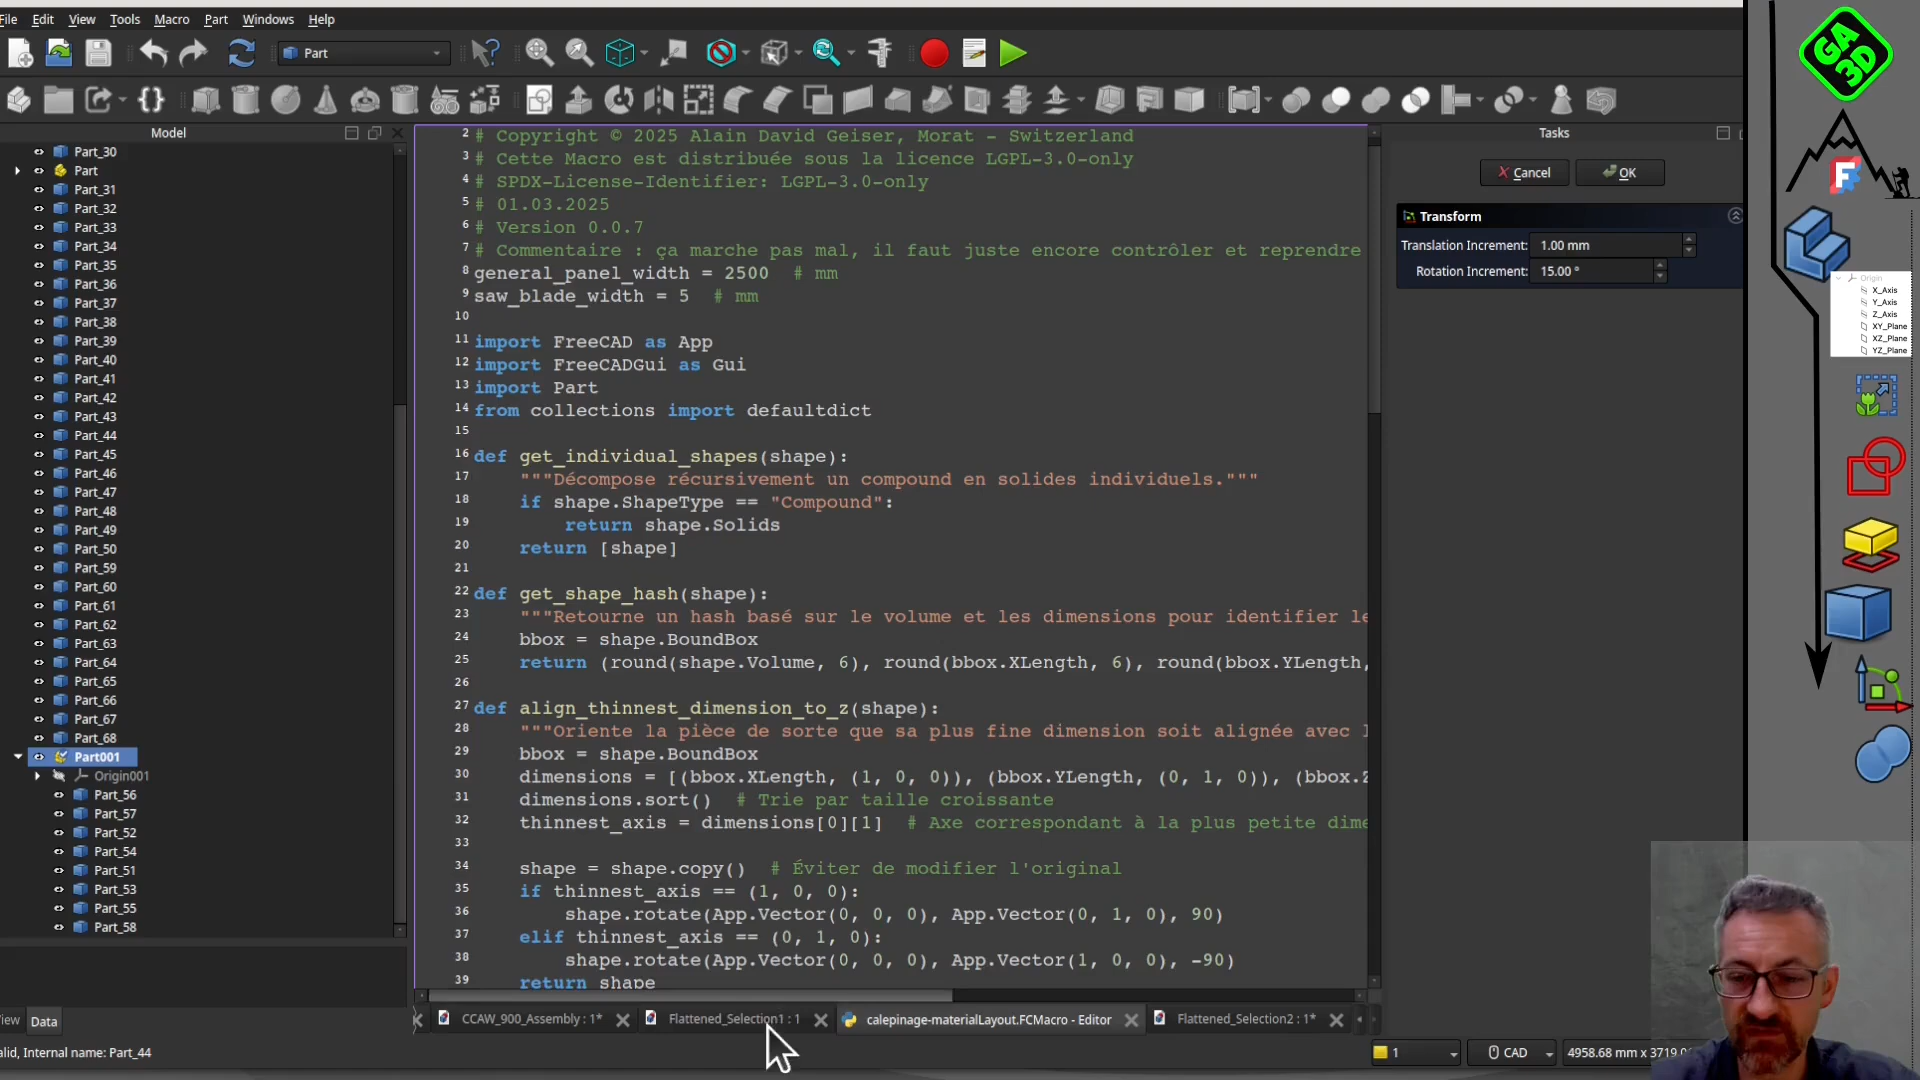 File Edit View Tools Macro Part Windows Help
Part
Model
Part_30
Part
Part_31
Part_32
Part_33
Part_34
Part_35
Part_36
Part_37
Part_38
Part_39
Part_40
Part_41
Part_42
Part_43
Part_44
Part_45
Part_46
Part_47
Part_48
Part_49
Part_50
Part_59
Part_60
Part_61
Part_62
Part_63
Part_64
Part_65
Part_66
Part_67
Part_68
Part001
Origin001
Part_56
Part_57
Part_52
Part_54
Part_51
Part_53
Part_55
Part_58
Data
alid, Internal name: Part_44
2 # Copyright © 2025 Alain David Geiser, Morat - Switzerland
3 # Cette Macro est distribuée sous la licence LGPL-3.0-only
4 # SPDX-License-Identifier: LGPL-3.0-only
5 # 01.03.2025
6 # Version 0.0.7
7 # Commentaire : ça marche pas mal, il faut juste encore contrôler et reprendre
8 general_panel_width = 2500  # mm
9 saw_blade_width = 5  # mm
10
11 import FreeCAD as App
12 import FreeCADGui as Gui
13 import Part
14 from collections import defaultdict
15
16 def get_individual_shapes(shape):
17     """Décompose récursivement un compound en solides individuels."""
18     if shape.ShapeType == "Compound":
19         return shape.Solids
20     return [shape]
21
22 def get_shape_hash(shape):
23     """Retourne un hash basé sur le volume et les dimensions pour identifier le
24     bbox = shape.BoundBox
25     return (round(shape.Volume, 6), round(bbox.XLength, 6), round(bbox.YLength,
26
27 def align_thinnest_dimension_to_z(shape):
28     """Oriente la pièce de sorte que sa plus fine dimension soit alignée avec l
29     bbox = shape.BoundBox
30     dimensions = [(bbox.XLength, (1, 0, 0)), (bbox.YLength, (0, 1, 0)), (bbox.Z
31     dimensions.sort()  # Trie par taille croissante
32     thinnest_axis = dimensions[0][1]  # Axe correspondant à la plus petite dime
33
34     shape = shape.copy()  # Éviter de modifier l'original
35     if thinnest_axis == (1, 0, 0):
36         shape.rotate(App.Vector(0, 0, 0), App.Vector(0, 1, 0), 90)
37     elif thinnest_axis == (0, 1, 0):
38         shape.rotate(App.Vector(0, 0, 0), App.Vector(1, 0, 0), -90)
39     return shape
CCAW_900_Assembly : 1* Flattened_Selection1 : 1 calepinage-materialLayout.FCMacro - Editor Flattened_Selection2 : 1*
Tasks
Cancel OK
Transform
Translation Increment: 1.00 mm
Rotation Increment: 15.00 °
1 CAD 4958.68 mm x 3719.0
GA
3D
F
Origin
X_Axis
Y_Axis
Z_Axis
XY_Plane
XZ_Plane
YZ_Plane